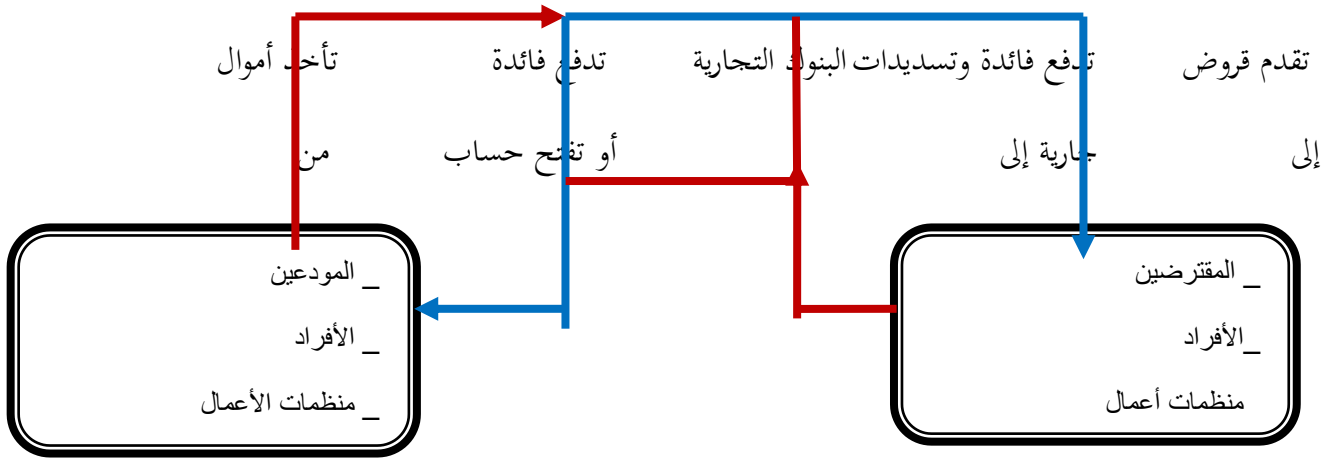 تقدم قروض تدفع فائدة وتسديدات البنوك التجارية تدفع فائدة تأخذ أموال
إلى جارية إلى أو تفتح حساب من
_ المقترضين
_الأفراد
منظمات أعمال
_ المودعين
_ الأفراد
_ منظمات الأعمال